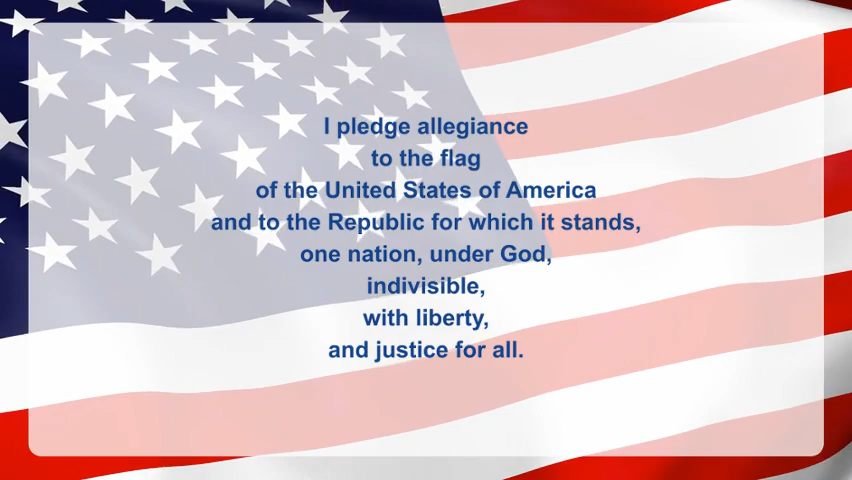 I pledge allegiance
to the flag
of the United States of America
and to the Republic for which it stands,
one nation, under God,
indivisible,
with liberty,
and justice for all.